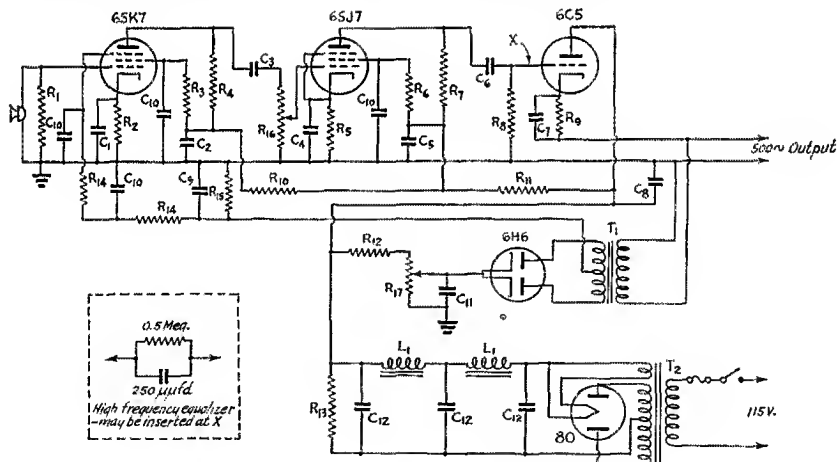 6SK7
6SJ7
6C5
X
R1
C10
C1
R2
C10
R3
C2
R4
C3
R16
C4
R5
C10
R6
C5
R7
C6
R8
C7
R9
500~ Output
R14
C10
R14
C9
R15
R10
R11
C8
R12
R17
C11
6H6
T1
0.5 Meg.
250 μμfd
High frequency equalizer
-may be inserted at X
L1
L1
R13
C12
C12
C12
80
T2
115V.